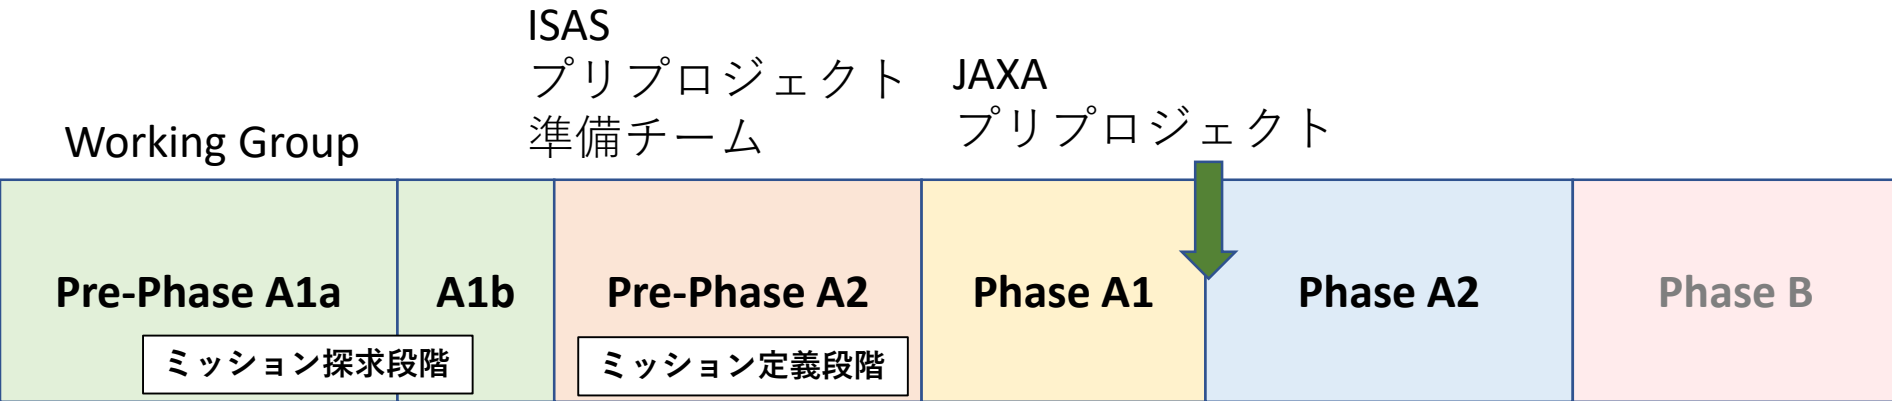 Working Group
ISAS
プリプロジェクト
準備チーム
JAXA
プリプロジェクト
Pre-Phase A1a
A1b
Pre-Phase A2
Phase A1
Phase A2
Phase B
ミッション探求段階
ミッション定義段階